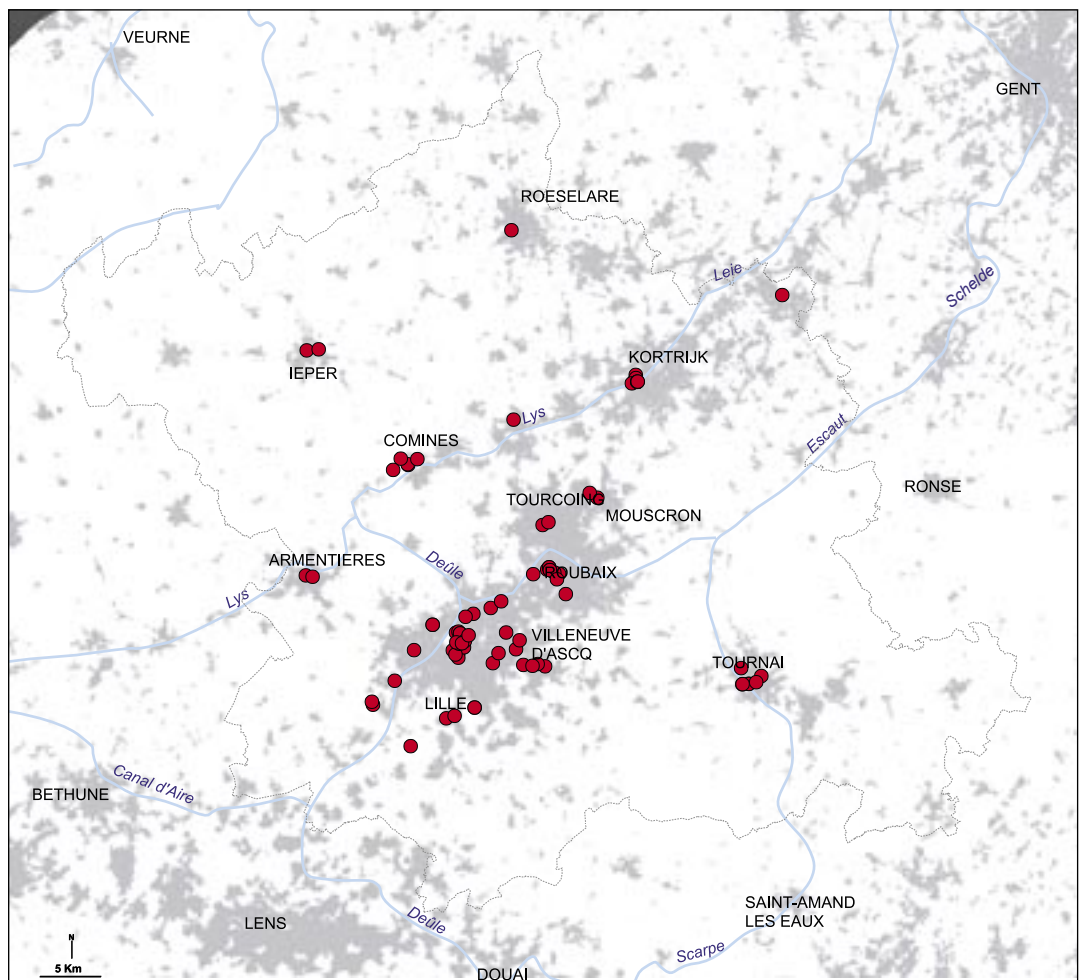 VEURNE
GENT
ROESELARE
Leie
Schelde
KORTRIJK
IEPER
Lys
Escaut
COMINES
RONSE
TOURCOING
MOUSCRON
ARMENTIERES
Deûle
ROUBAIX
Lys
VILLENEUVE
D'ASCQ
TOURNAI
LILLE
Canal d'Aire
BETHUNE
SAINT-AMAND
LES EAUX
LENS
Deûle
Scarpe
N
5 Km
DOUAI